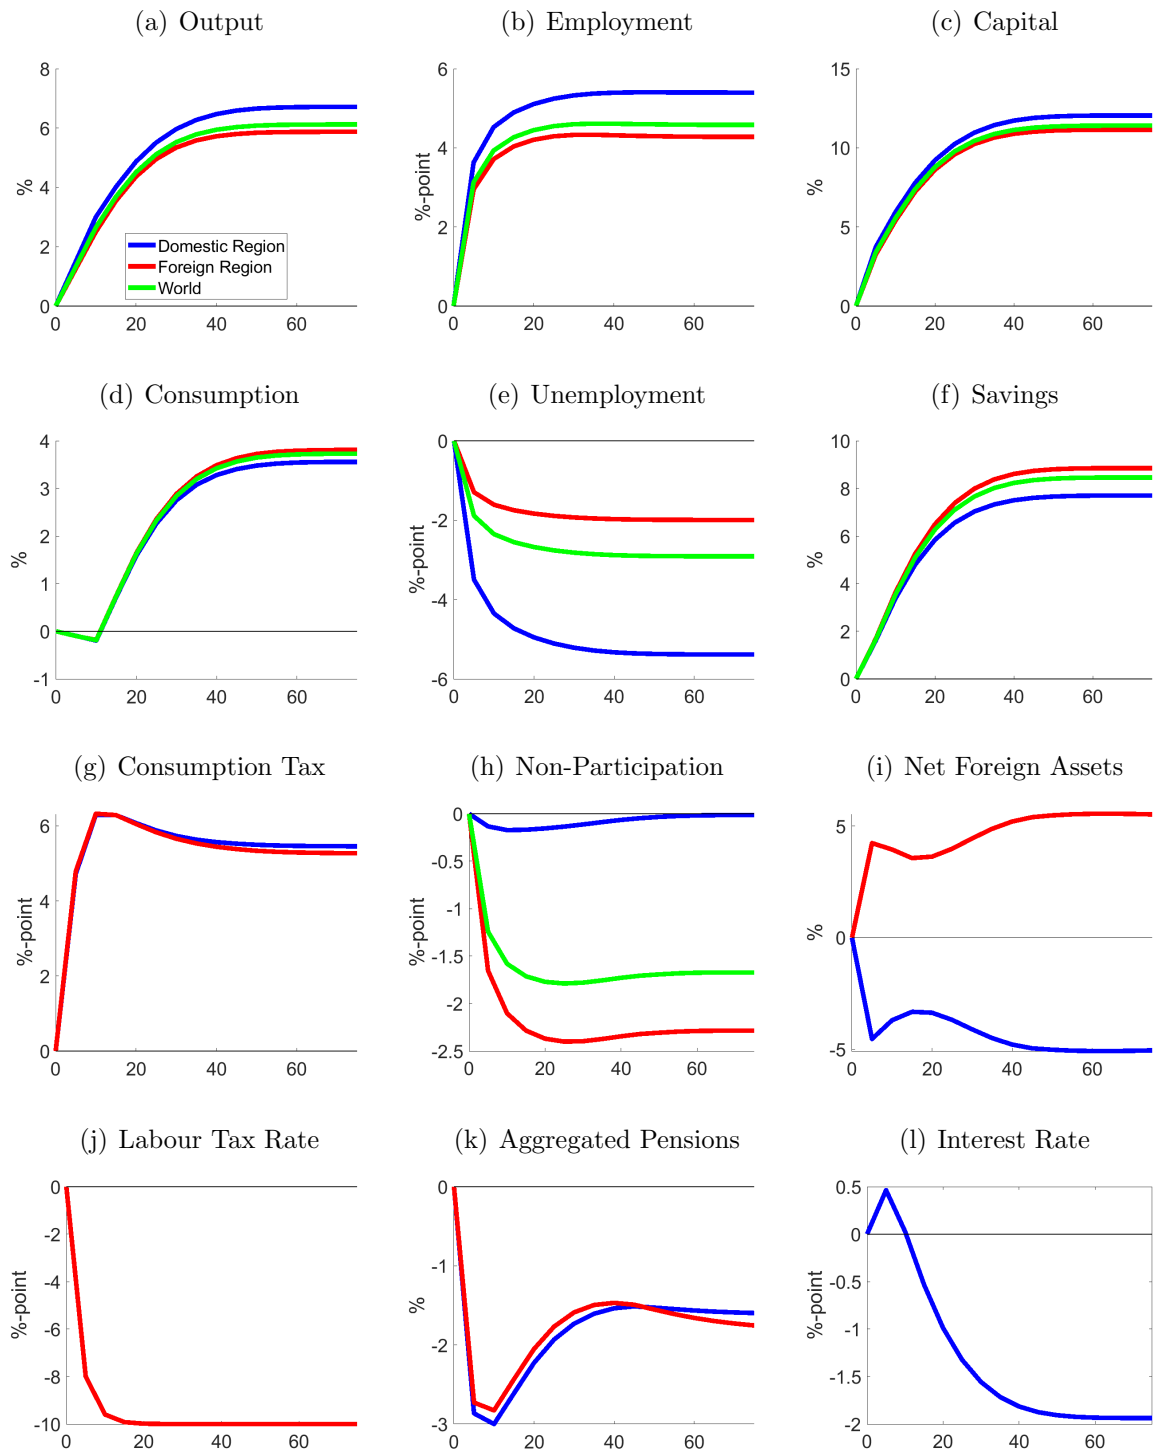 (a) Output
(b) Employment
(c) Capital
8
6
4
2
0
%
0 20 40 60
Domestic Region
Foreign Region
World
6
4
2
0
%-point
0 20 40 60
15
10
5
0
%
0 20 40 60
(d) Consumption
(e) Unemployment
(f) Savings
4
3
2
1
0
-1
%
0 20 40 60
0
-2
-4
-6
%-point
0 20 40 60
10
8
6
4
2
0
%
0 20 40 60
(g) Consumption Tax
(h) Non-Participation
(i) Net Foreign Assets
6
4
2
0
%-point
0 20 40 60
0
-0.5
-1
-1.5
-2
-2.5
%-point
0 20 40 60
5
0
-5
%
0 20 40 60
(j) Labour Tax Rate
(k) Aggregated Pensions
(l) Interest Rate
0
-2
-4
-6
-8
-10
%-point
0 20 40 60
0
-1
-2
-3
%
0 20 40 60
0.5
0
-0.5
-1
-1.5
-2
%-point
0 20 40 60